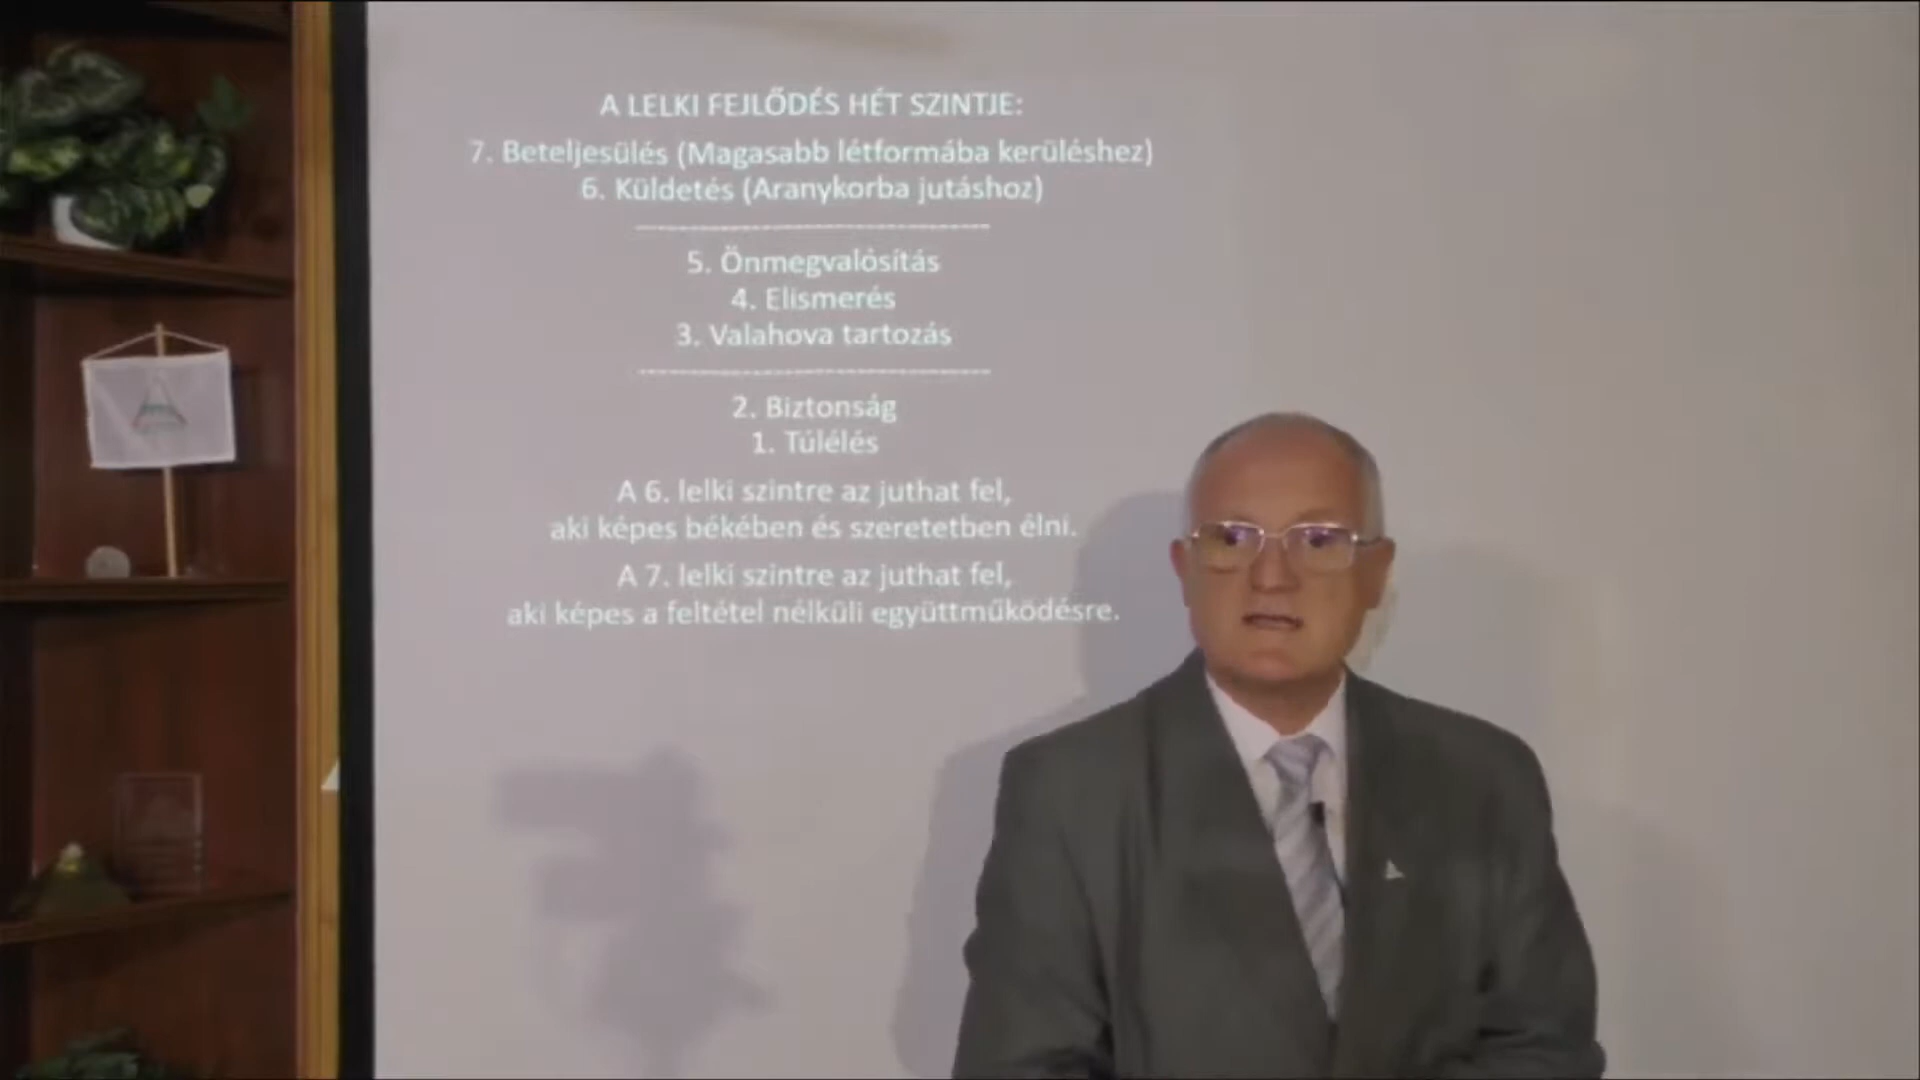 A LELKI FEJLŐDÉS HÉT SZINTJE:
7. Beteljesülés (Magasabb létformába kerüléshez)
6. Küldetés (Aranykorba jutáshoz)
5. Önmegvalósítás
4. Elismerés
3. Valahova tartozás
2. Biztonság
1. Túlélés
A 6. lelki szintre az juthat fel,
aki képes békében és szeretetben élni.
A 7. lelki szintre az juthat fel,
aki képes a feltétel nélküli együttműködésre.